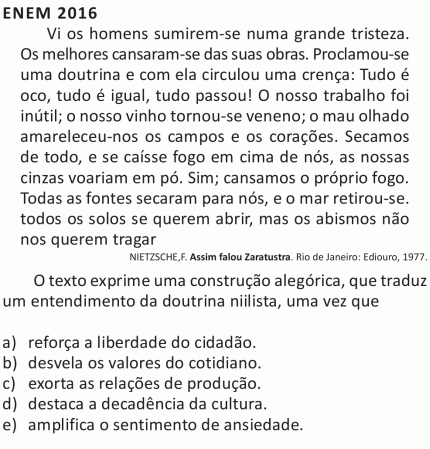 ENEM 2016
Vi os homens sumirem-se numa grande tristeza.
Os melhores cansaram-se das suas obras. Proclamou-se
uma doutrina e com ela circulou uma crença: Tudo é
oco, tudo é igual, tudo passou! O nosso trabalho foi
inútil; o nosso vinho tornou-se veneno; o mau olhado
amareleceu-nos os campos e os corações. Secamos
de todo, e se caísse fogo em cima de nós, as nossas
cinzas voariam em pó. Sim; cansamos o próprio fogo.
Todas as fontes secaram para nós, e o mar retirou-se.
todos os solos se querem abrir, mas os abismos não
nos querem tragar
NIETZSCHE,F. Assim falou Zaratustra. Rio de Janeiro: Ediouro, 1977.
O texto exprime uma construção alegórica, que traduz
um entendimento da doutrina niilista, uma vez que
a) reforça a liberdade do cidadão.
b) desvela os valores do cotidiano.
c) exorta as relações de produção.
d) destaca a decadência da cultura.
e) amplifica o sentimento de ansiedade.